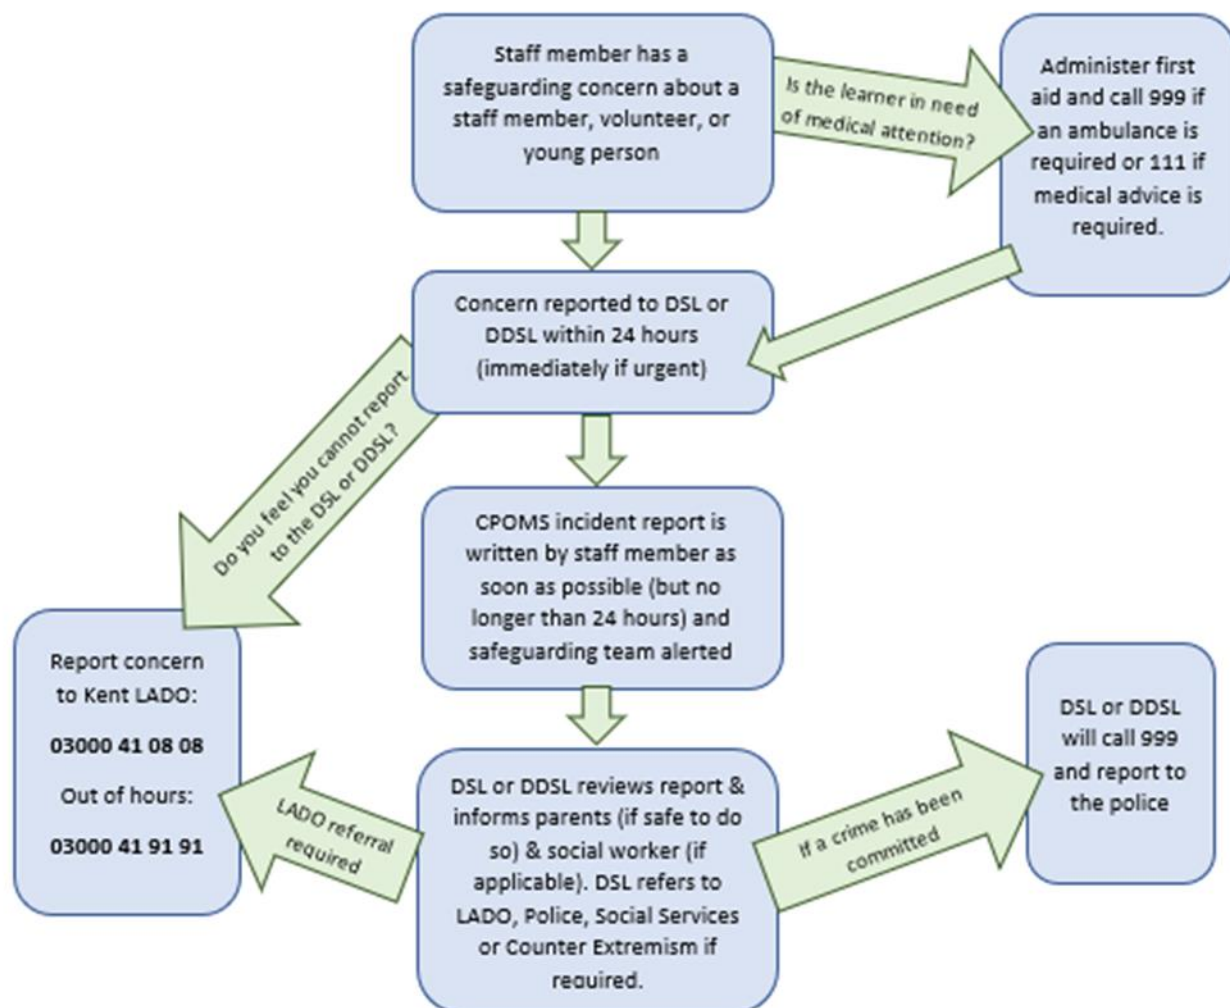 Staff member has a
safeguarding concern about a
staff member, volunteer, or
young person
Is the learner in need
of medical attention?
Administer first
aid and call 999 if
an ambulance is
required or 111 if
medical advice is
required.
Concern reported to DSL or
DDSL within 24 hours
(immediately if urgent)
Do you feel you cannot report
to the DSL or DDSL?
CPOMS incident report is
written by staff member as
soon as possible (but no
longer than 24 hours) and
safeguarding team alerted
Report concern
to Kent LADO:
03000 41 08 08
Out of hours:
03000 41 91 91
LADO referral
required
DSL or DDSL reviews report &
informs parents (if safe to do
so) & social worker (if
applicable). DSL refers to
LADO, Police, Social Services
or Counter Extremism if
required.
If a crime has been
committed
DSL or DDSL
will call 999
and report to
the police